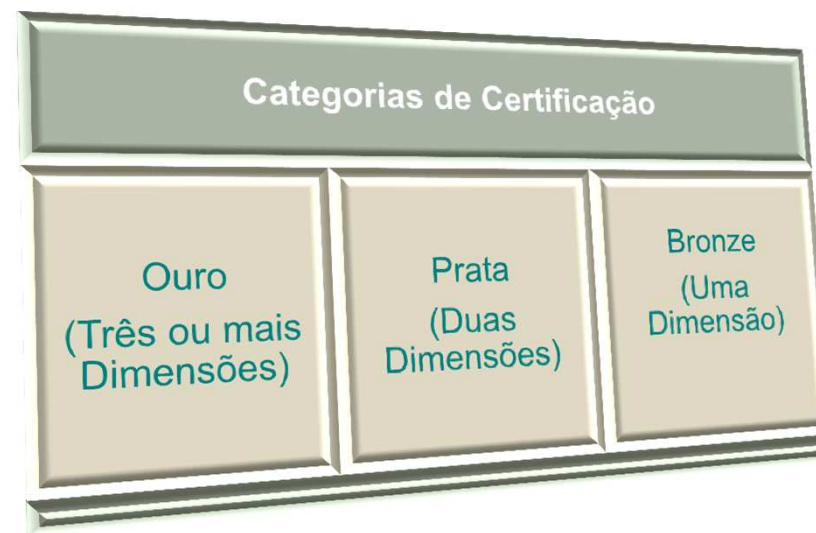 Categorias de Certificação
Ouro
(Três ou mais
Dimensões)
Prata
(Duas
Dimensões)
Bronze
(Uma
Dimensão)